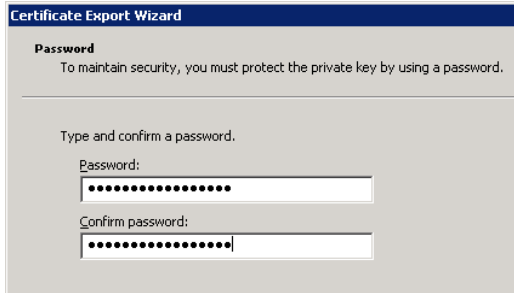 Certificate Export Wizard
Password
To maintain security, you must protect the private key by using a password.
Type and confirm a password.
Password:
●●●●●●●●●●●●●●●●●
Confirm password:
●●●●●●●●●●●●●●●●●